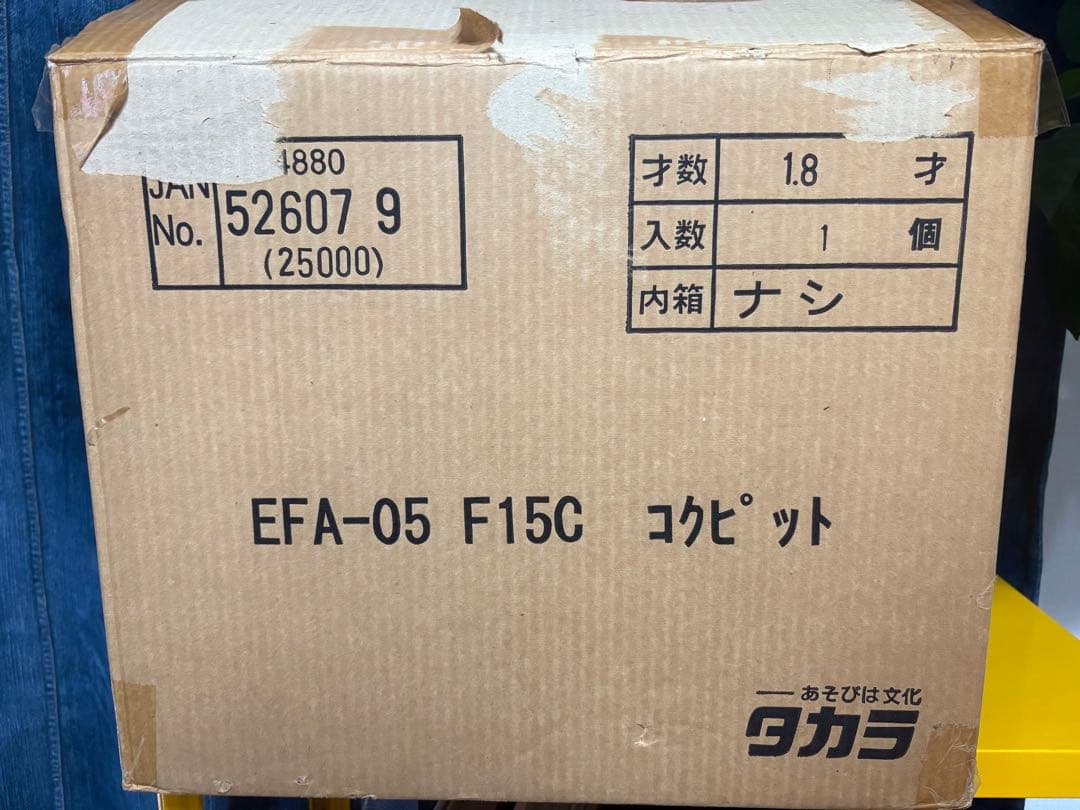 4880
JAN
No.
52607 9
(25000)
才数 1.8 才
入数 1 個
内箱 ナシ
EFA-05 F15C コクピット
あそびは文化
タカラ